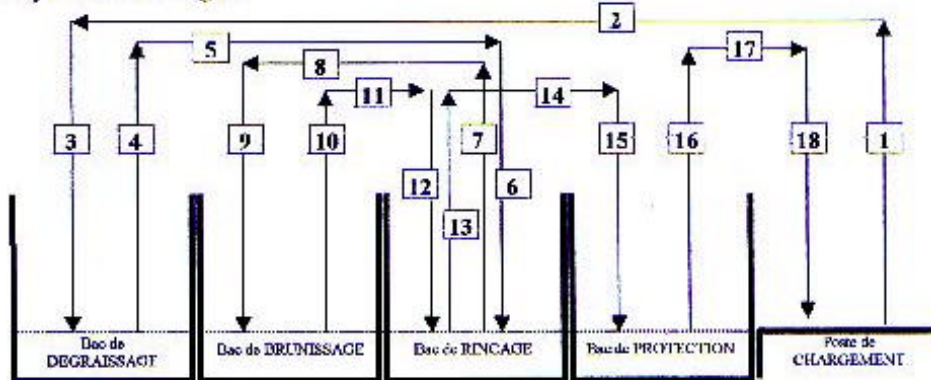 2
5
17
8
11
14
3
4
9
10
7
15
16
18
1
12
6
13
Bac de
DEGRAISSAGE
Bac de BRUNISSAGE
Bac de RINCAGE
Bac de PROTECTION
Poste de
CHARGEMENT